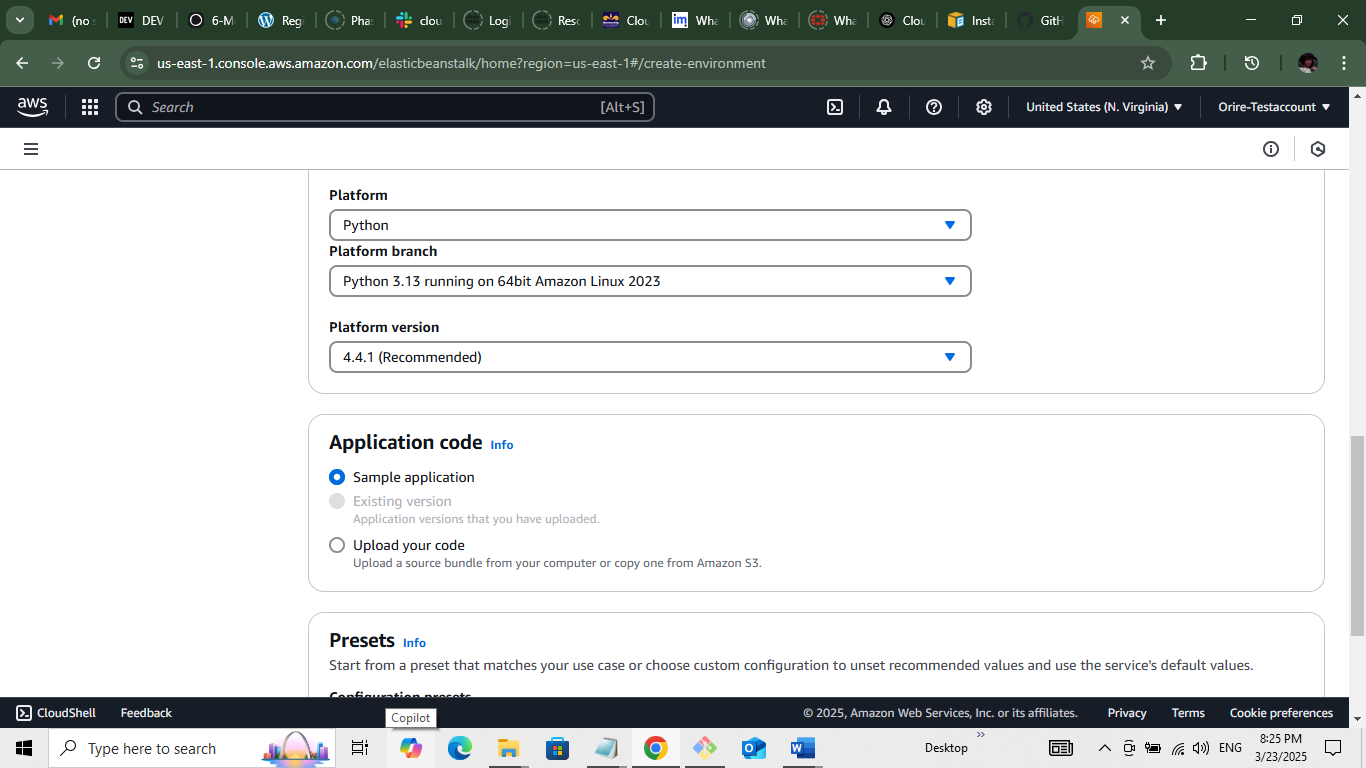 (no
DEV
DEV
6-M
Regi
Phas
clou
Logi
Reso
Clou
im
Wha
Wha
Wha
Clou
Insta
GitH
us-east-1.console.aws.amazon.com/elasticbeanstalk/home?region=us-east-1#/create-environment
aws
Search
[Alt+S]
United States (N. Virginia)
Orire-Testaccount
Platform
Python
Platform branch
Python 3.13 running on 64bit Amazon Linux 2023
Platform version
4.4.1 (Recommended)
Application code Info
Sample application
Existing version
Application versions that you have uploaded.
Upload your code
Upload a source bundle from your computer or copy one from Amazon S3.
Presets Info
Start from a preset that matches your use case or choose custom configuration to unset recommended values and use the service's default values.
Configuration presets
CloudShell
Feedback
© 2025, Amazon Web Services, Inc. or its affiliates.
Privacy
Terms
Cookie preferences
Copilot
Type here to search
Desktop
ENG
8:25 PM
3/23/2025